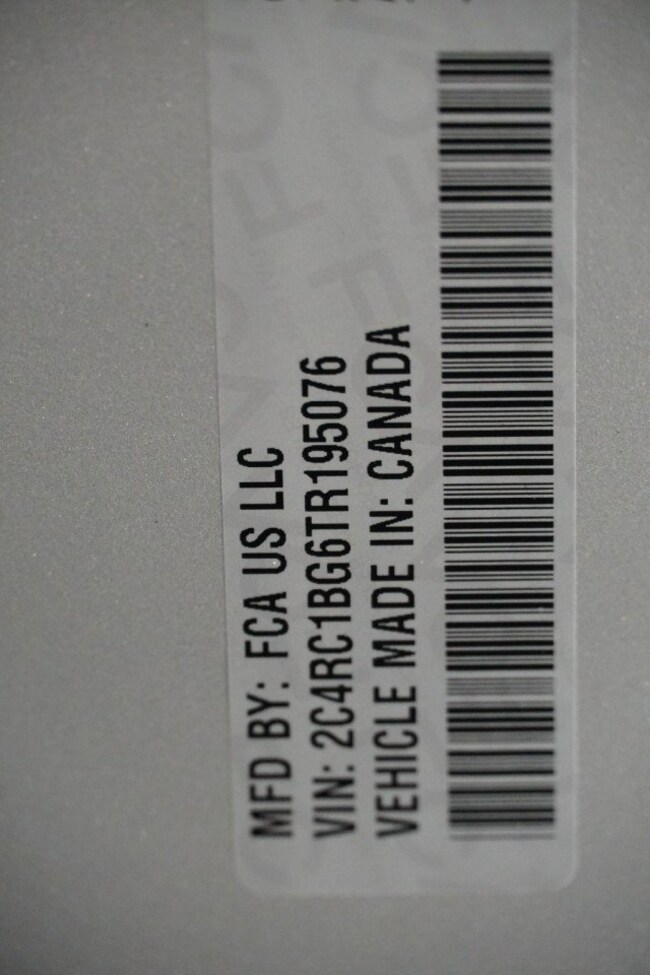 MFD BY: FCA US LLC
VIN: 2C4RC1BG6TR195076
VEHICLE MADE IN: CANADA